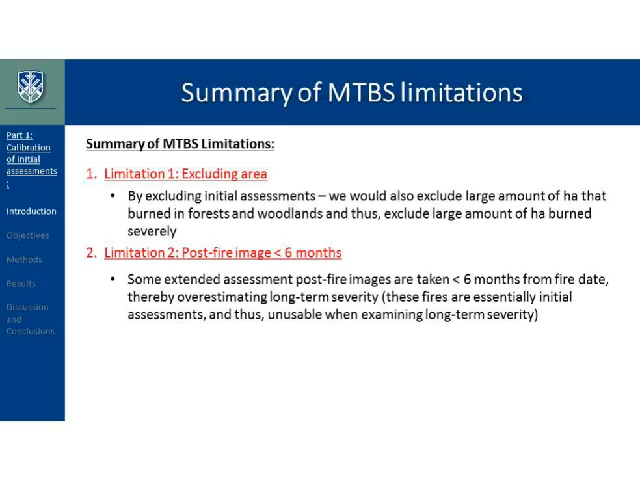 Summary of MTBS limitations
Part 1:
Calibration
of initial
assessments
:
Introduction
Objectives
Methods
Results
Discussion
and
Conclusions
Summary of MTBS Limitations:
1. Limitation 1: Excluding area
• By excluding initial assessments – we would also exclude large amount of ha that
burned in forests and woodlands and thus, exclude large amount of ha burned
severely
2. Limitation 2: Post-fire image < 6 months
• Some extended assessment post-fire images are taken < 6 months from fire date,
thereby overestimating long-term severity (these fires are essentially initial
assessments, and thus, unusable when examining long-term severity)